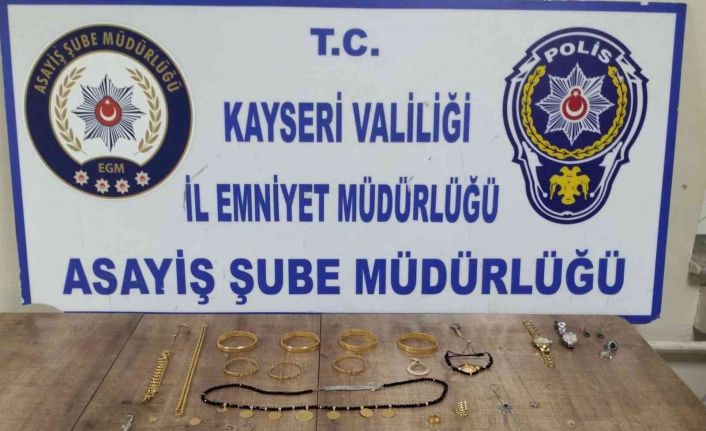 ASAYİŞ ŞUBE MÜDÜRLÜĞÜ
EGM
T.C.
KAYSERİ VALİLİĞİ
İL EMNİYET MÜDÜRLÜĞÜ
ASAYİŞ ŞUBE MÜDÜRLÜĞÜ
POLİS